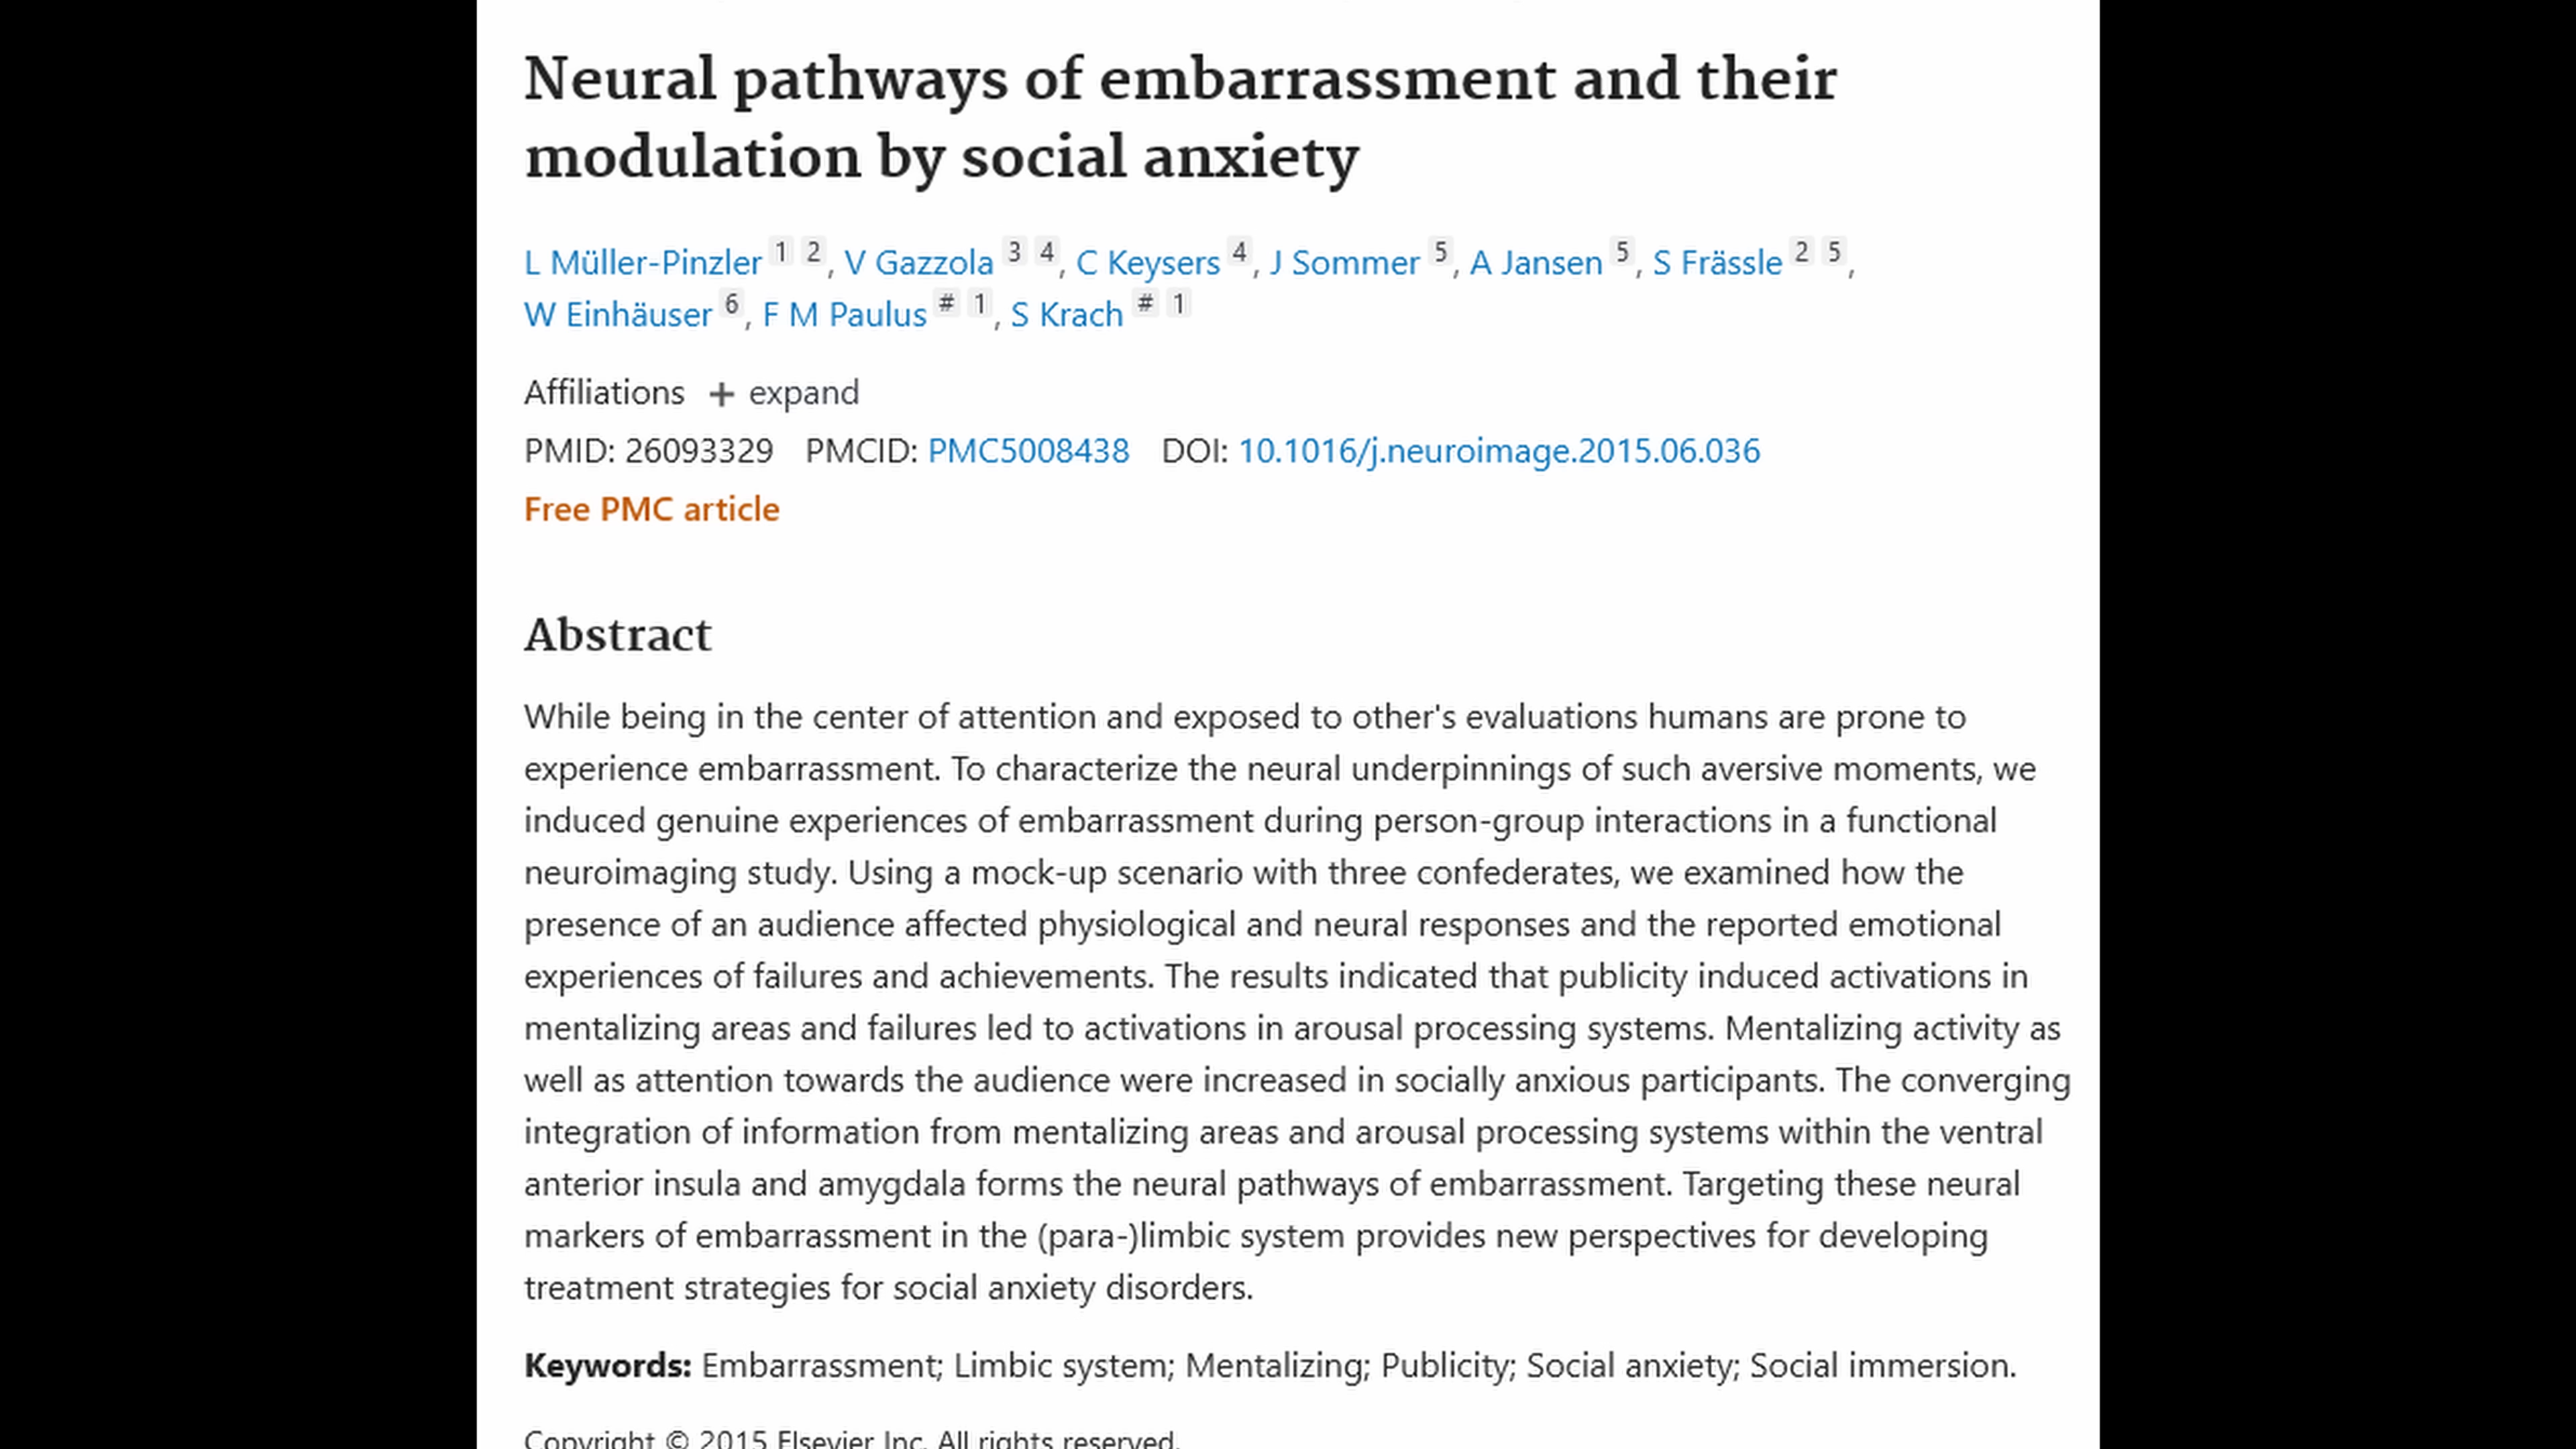 Neural pathways of embarrassment and their
modulation by social anxiety
L Müller-Pinzler 1 2, V Gazzola 3 4, C Keysers 4, J Sommer 5, A Jansen 5, S Frässle 2 5,
W Einhäuser 6, F M Paulus # 1, S Krach # 1
Affiliations + expand
PMID: 26093329 PMCID: PMC5008438 DOI: 10.1016/j.neuroimage.2015.06.036
Free PMC article
Abstract
While being in the center of attention and exposed to other's evaluations humans are prone to
experience embarrassment. To characterize the neural underpinnings of such aversive moments, we
induced genuine experiences of embarrassment during person-group interactions in a functional
neuroimaging study. Using a mock-up scenario with three confederates, we examined how the
presence of an audience affected physiological and neural responses and the reported emotional
experiences of failures and achievements. The results indicated that publicity induced activations in
mentalizing areas and failures led to activations in arousal processing systems. Mentalizing activity as
well as attention towards the audience were increased in socially anxious participants. The converging
integration of information from mentalizing areas and arousal processing systems within the ventral
anterior insula and amygdala forms the neural pathways of embarrassment. Targeting these neural
markers of embarrassment in the (para-)limbic system provides new perspectives for developing
treatment strategies for social anxiety disorders.
Keywords: Embarrassment; Limbic system; Mentalizing; Publicity; Social anxiety; Social immersion.
Copyright © 2015 Elsevier Inc. All rights reserved.